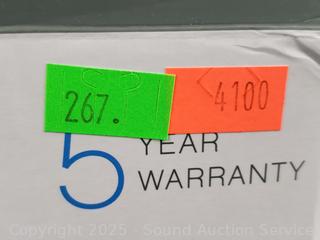 267.
4100
5 YEAR
WARRANTY
Copyright 2025 - Sound Auction Service